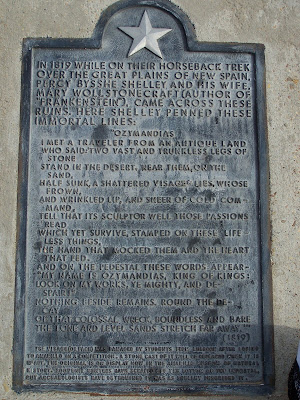 IN 1819 WHILE ON THEIR HORSEBACK TREK
OVER THE GREAT PLAINS OF NEW SPAIN,
PERCY BYSSHE SHELLEY AND HIS WIFE,
MARY WOLLSTONECRAFT (AUTHOR OF
"FRANKENSTEIN"), CAME ACROSS THESE
RUINS. HERE SHELLEY PENNED THESE
IMMORTAL LINES:
"OZYMANDIAS
I MET A TRAVELER FROM AN ANTIQUE LAND
WHO SAID: TWO VAST AND TRUNKLESS LEGS OF
STONE
STAND IN THE DESERT. NEAR THEM, ON THE
SAND,
HALF SUNK, A SHATTERED VISAGE LIES, WHOSE
FROWN,
AND WRINKLED LIP, AND SNEER OF COLD COM-
MAND,
TELL THAT ITS SCULPTOR WELL THOSE PASSIONS
READ
WHICH YET SURVIVE, STAMPED ON THESE LIFE-
LESS THINGS,
THE HAND THAT MOCKED THEM AND THE HEART
THAT FED.
AND ON THE PEDESTAL THESE WORDS APPEAR-
"MY NAME IS OZYMANDIAS, KING OF KINGS:
LOOK ON MY WORKS, YE MIGHTY, AND DE-
SPAIR!"
NOTHING BESIDE REMAINS. ROUND THE DE-
CAY
OF THAT COLOSSAL WRECK, BOUNDLESS AND BARE
THE LONE AND LEVEL SANDS STRETCH FAR AWAY."
(1819)
THE VISAGE DAMAGED BY STUDENTS